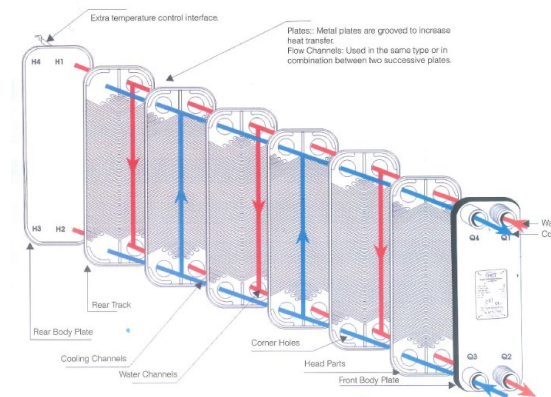 Extra temperature control interface.
Plates:: Metal plates are grooved to increase
heat transfer.
Flow Channels: Used in the same type or in
combination between two successive plates.
H4 H1
H3 H2
Q4 Q1
Q3 Q2
Rear Track
Rear Body Plate
Cooling Channels
Water Channels
Corner Holes
Head Parts
Front Body Plate